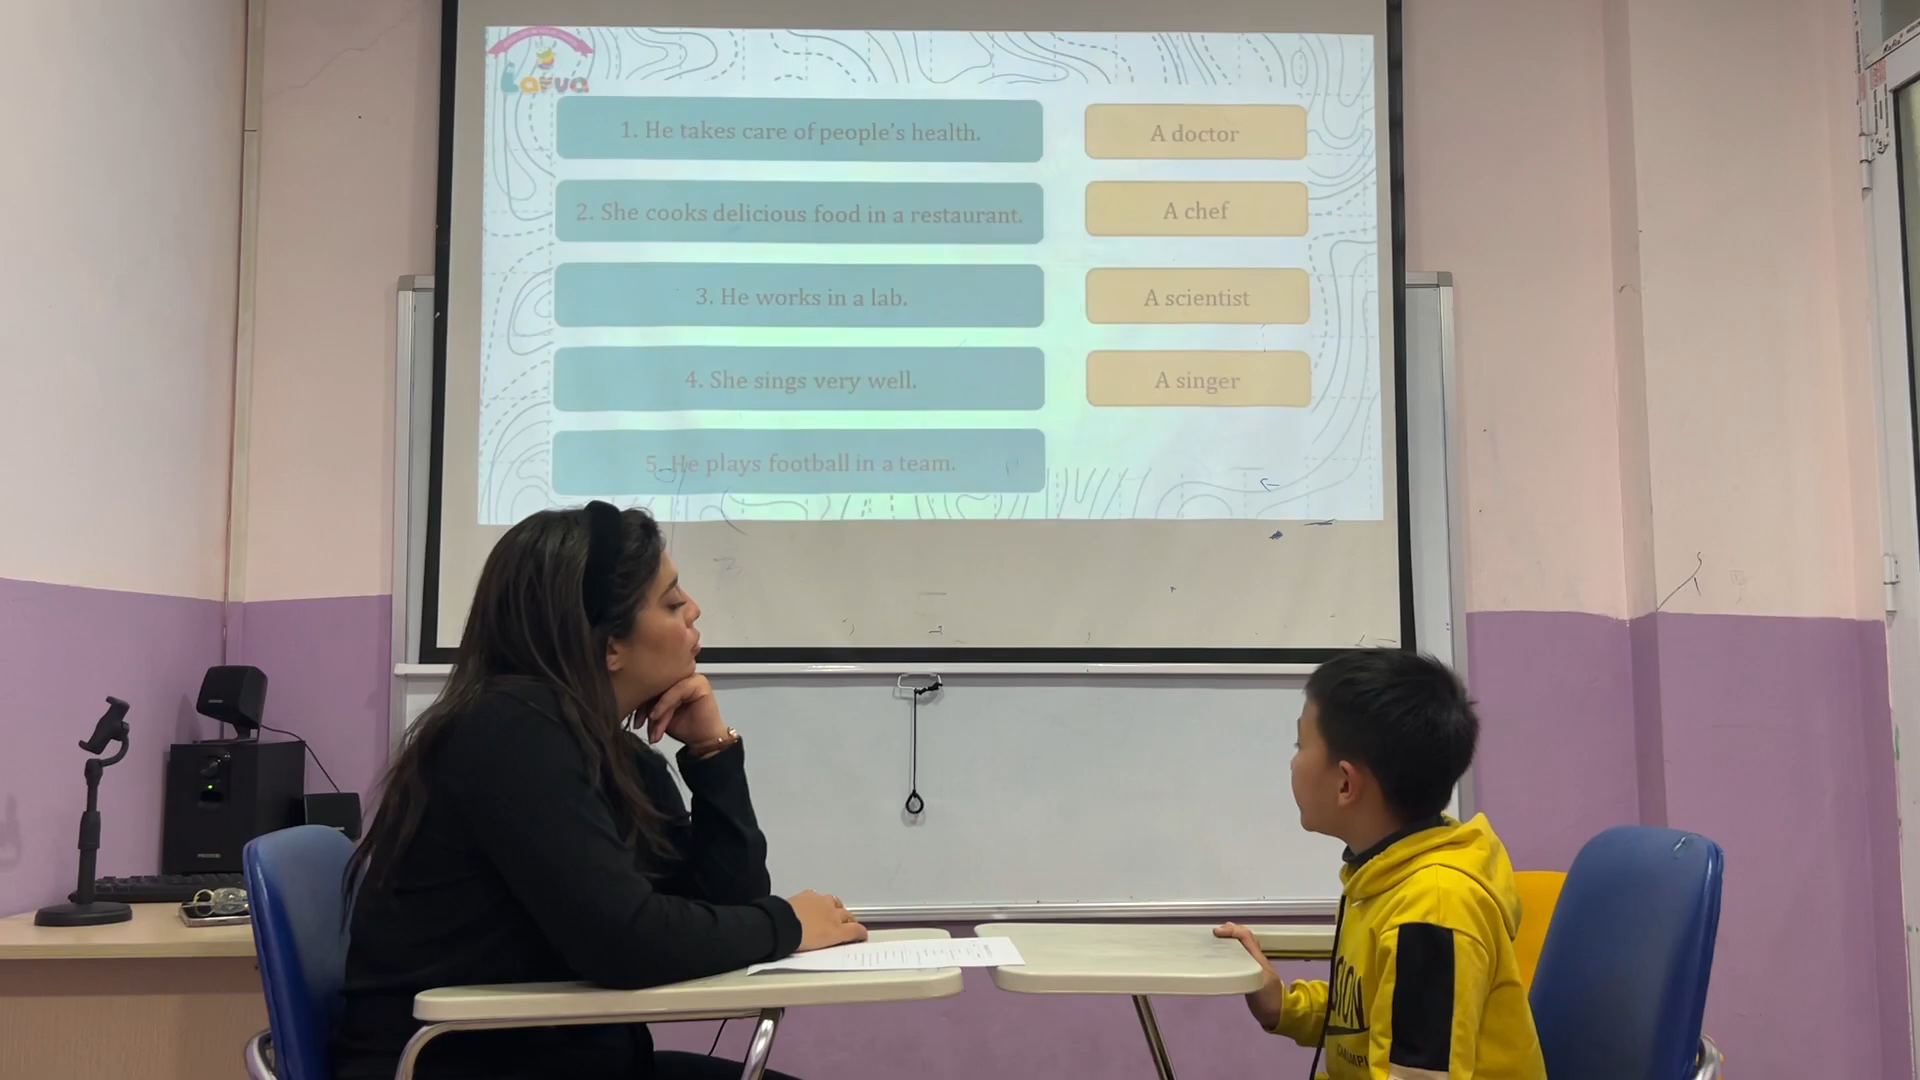 Larva
1. He takes care of people's health.
A doctor
2. She cooks delicious food in a restaurant.
A chef
3. He works in a lab.
A scientist
4. She sings very well.
A singer
5. He plays football in a team.